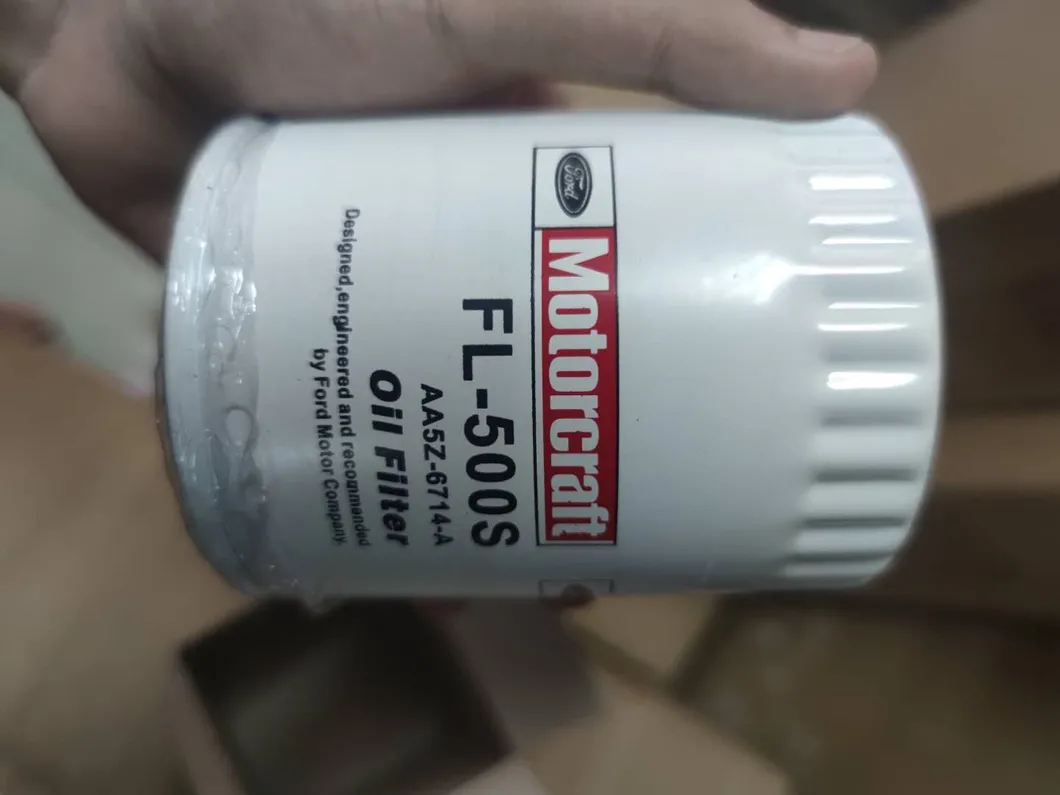 Ford
Motorcraft
FL-500S
AA5Z-6714-A
Oil Filter
Designed,engineered and recommended
by Ford Motor Company.